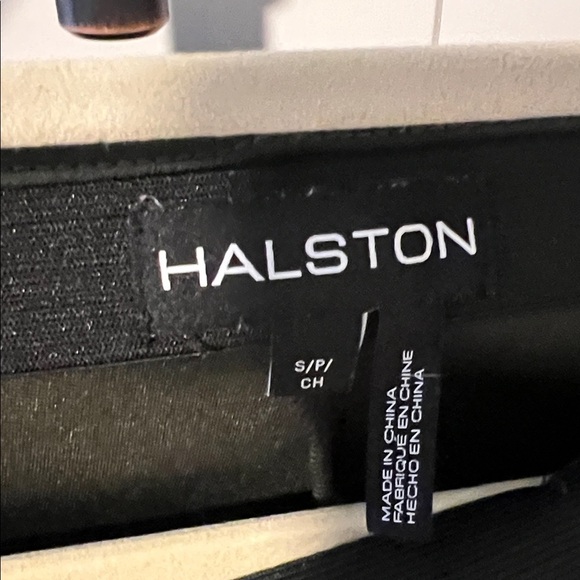 HALSTON
S/P/
CH
MADE IN CHINA
FABRIQUÉ EN CHINE
HECHO EN CHINA